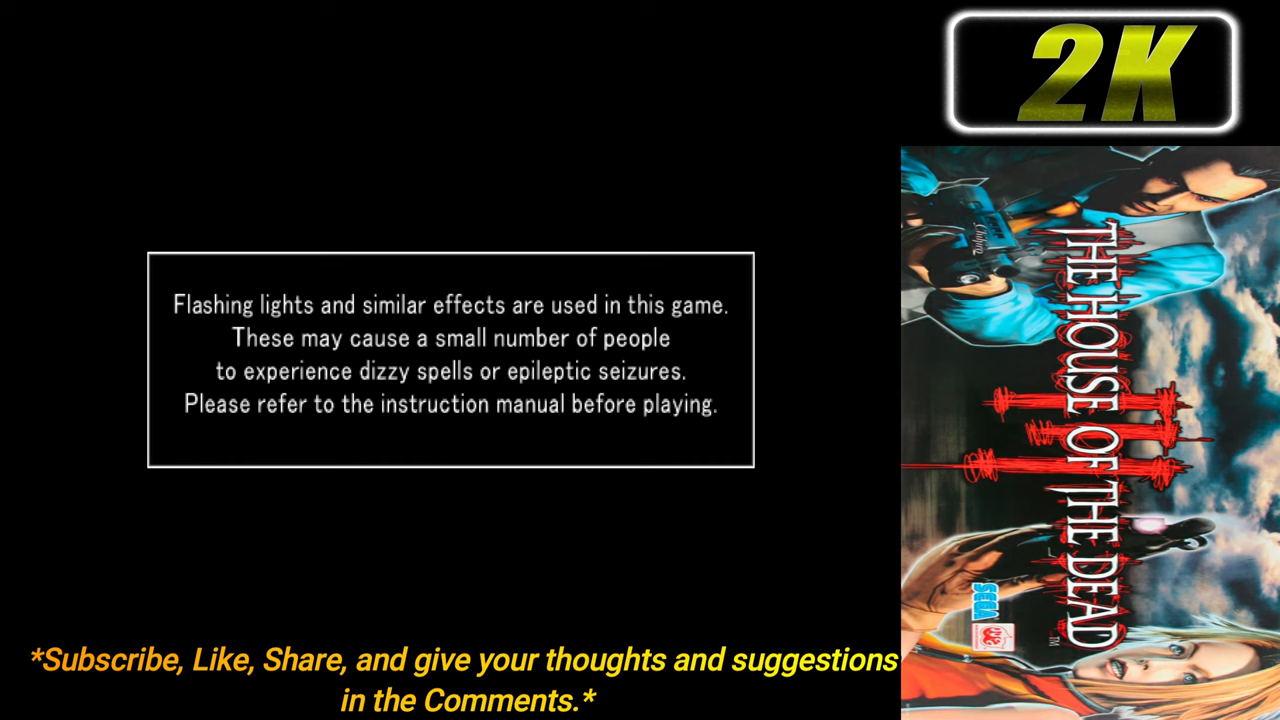 2K
Flashing lights and similar effects are used in this game.
These may cause a small number of people
to experience dizzy spells or epileptic seizures.
Please refer to the instruction manual before playing.
THE HOUSE OF THE DEAD™
III
SEGA
*Subscribe, Like, Share, and give your thoughts and suggestions
in the Comments.*